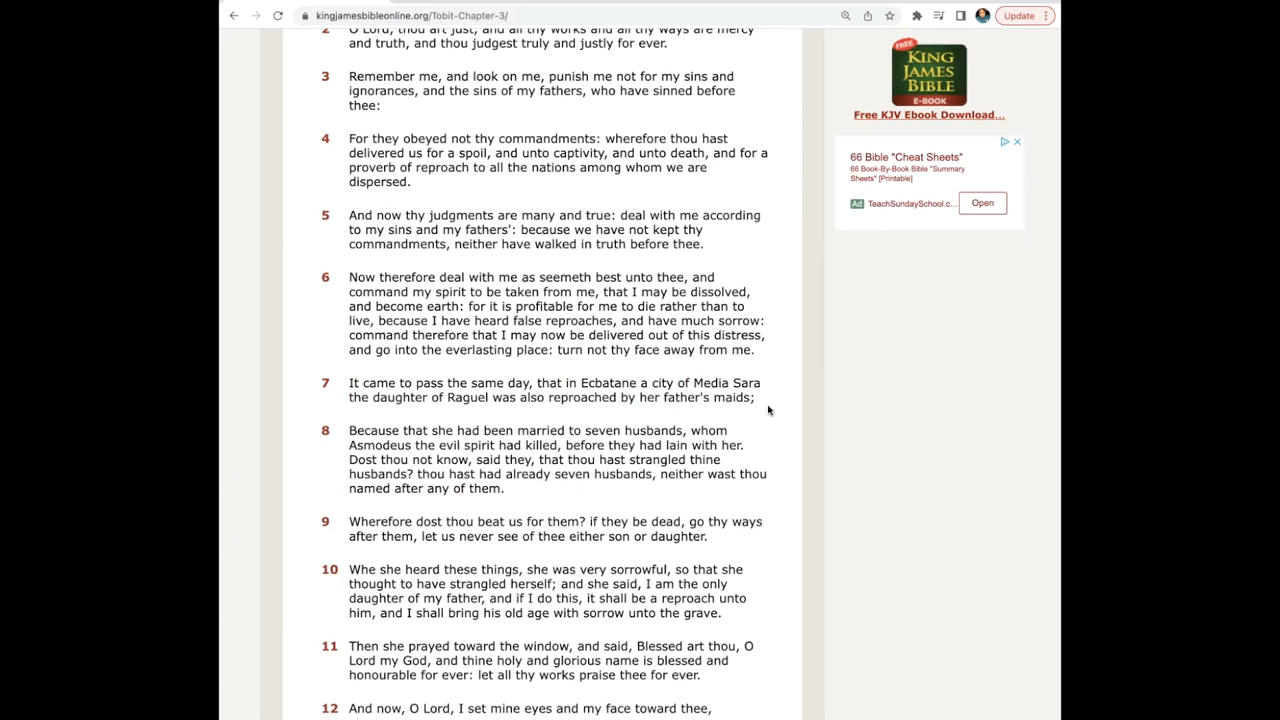 kingjamesbibleonline.org/Tobit-Chapter-3/
Update
2 O Lord, thou art just, and all thy works and all thy ways are mercy
and truth, and thou judgest truly and justly for ever.
3 Remember me, and look on me, punish me not for my sins and
ignorances, and the sins of my fathers, who have sinned before
thee:
4 For they obeyed not thy commandments: wherefore thou hast
delivered us for a spoil, and unto captivity, and unto death, and for a
proverb of reproach to all the nations among whom we are
dispersed.
5 And now thy judgments are many and true: deal with me according
to my sins and my fathers': because we have not kept thy
commandments, neither have walked in truth before thee.
6 Now therefore deal with me as seemeth best unto thee, and
command my spirit to be taken from me, that I may be dissolved,
and become earth: for it is profitable for me to die rather than to
live, because I have heard false reproaches, and have much sorrow:
command therefore that I may now be delivered out of this distress,
and go into the everlasting place: turn not thy face away from me.
7 It came to pass the same day, that in Ecbatane a city of Media Sara
the daughter of Raguel was also reproached by her father's maids;
8 Because that she had been married to seven husbands, whom
Asmodeus the evil spirit had killed, before they had lain with her.
Dost thou not know, said they, that thou hast strangled thine
husbands? thou hast had already seven husbands, neither wast thou
named after any of them.
9 Wherefore dost thou beat us for them? if they be dead, go thy ways
after them, let us never see of thee either son or daughter.
10 Whe she heard these things, she was very sorrowful, so that she
thought to have strangled herself; and she said, I am the only
daughter of my father, and if I do this, it shall be a reproach unto
him, and I shall bring his old age with sorrow unto the grave.
11 Then she prayed toward the window, and said, Blessed art thou, O
Lord my God, and thine holy and glorious name is blessed and
honourable for ever: let all thy works praise thee for ever.
12 And now, O Lord, I set mine eyes and my face toward thee,
FREE
KING
JAMES
BIBLE
E-BOOK
Free KJV Ebook Download...
66 Bible "Cheat Sheets"
66 Book-By-Book Bible "Summary
Sheets" [Printable]
Ad TeachSundaySchool.c...
Open